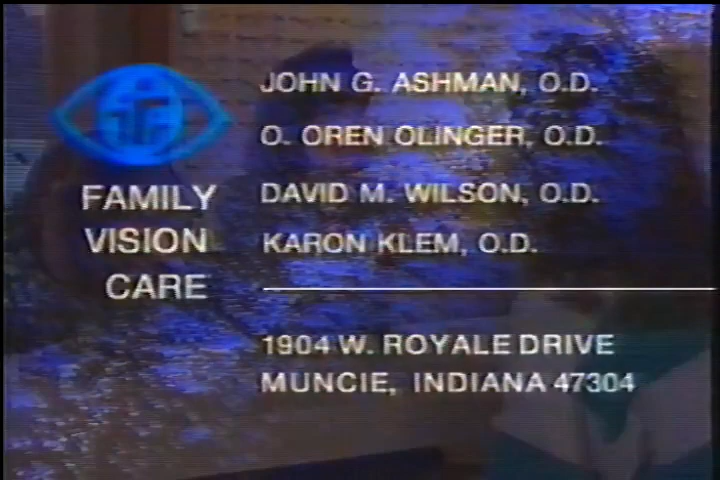 FAMILY
VISION
CARE
JOHN G. ASHMAN, O.D.
O. OREN OLINGER, O.D.
DAVID M. WILSON, O.D.
KARON KLEM, O.D.
1904 W. ROYALE DRIVE
MUNCIE, INDIANA 47304